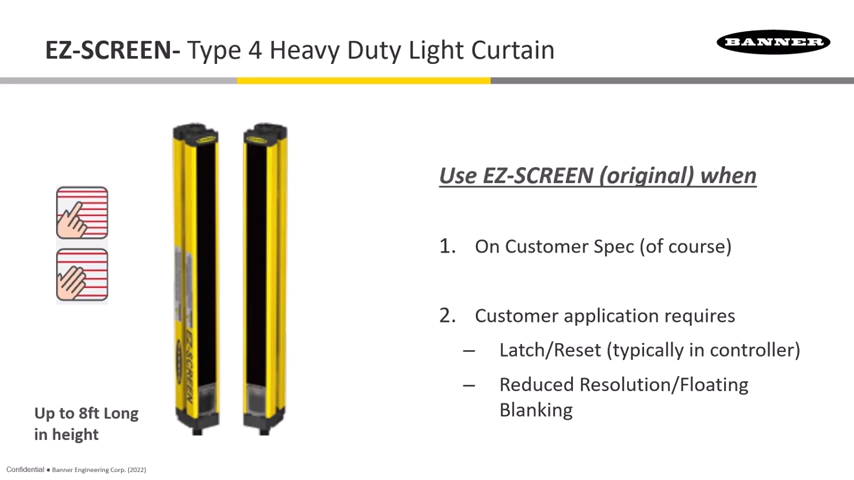 EZ-SCREEN- Type 4 Heavy Duty Light Curtain
BANNER
Use EZ-SCREEN (original) when
1. On Customer Spec (of course)
2. Customer application requires
– Latch/Reset (typically in controller)
– Reduced Resolution/Floating
Blanking
EZ-SCREEN
BANNER
Up to 8ft Long
in height
Confidential ● Banner Engineering Corp. (2022)